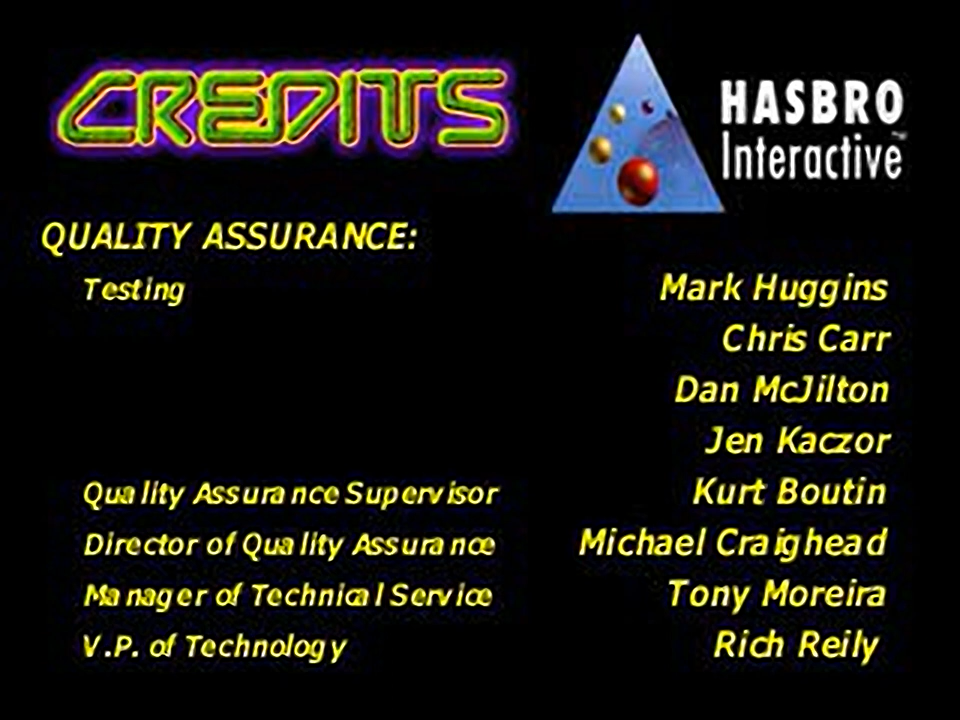 CREDITS
HASBRO
Interactive™
QUALITY ASSURANCE:
Testing Mark Huggins
Chris Carr
Dan McJilton
Jen Kaczor
Quality Assurance Supervisor Kurt Boutin
Director of Quality Assurance Michael Craighead
Manager of Technical Service Tony Moreira
V.P. of Technology Rich Reily